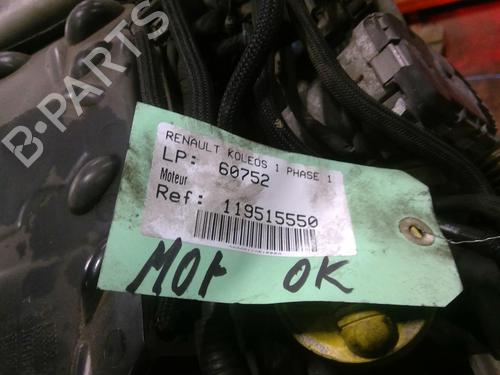 B-PARTS
RENAULT KOLEOS 1 PHASE 1
LP: 60752
Moteur
Ref: 119515550
MOt OK